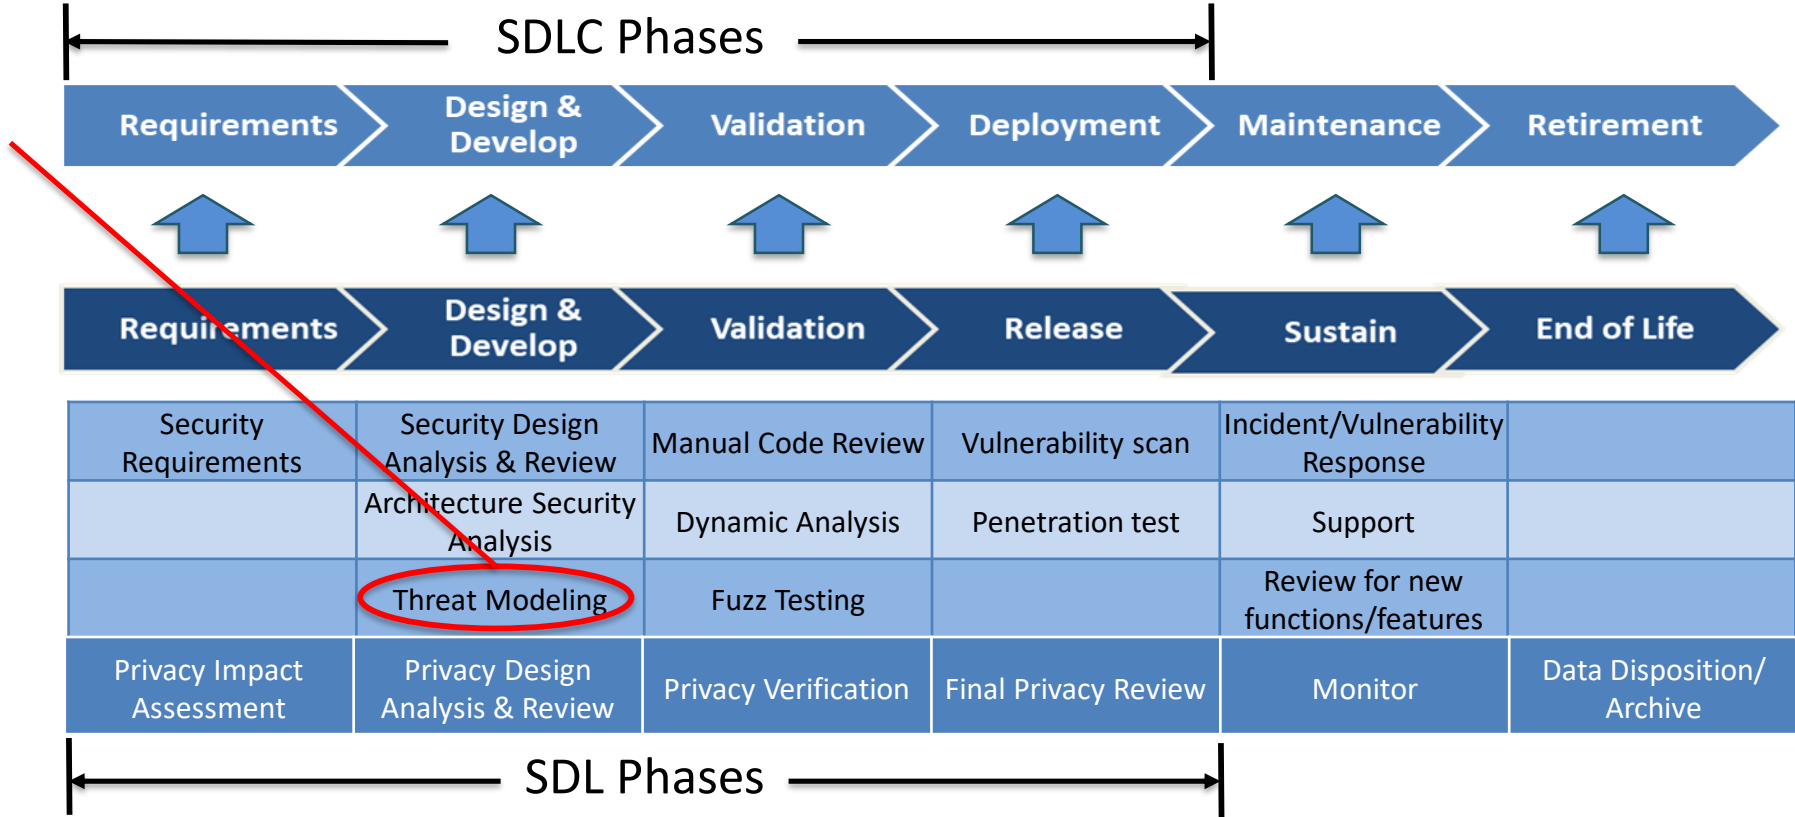 SDLC Phases
Requirements
Design &
Develop
Validation
Deployment
Maintenance
Retirement
Requirements
Design &
Develop
Validation
Release
Sustain
End of Life
Security
Requirements
Security Design
Analysis & Review
Manual Code Review
Vulnerability scan
Incident/Vulnerability
Response
Architecture Security
Analysis
Dynamic Analysis
Penetration test
Support
Threat Modeling
Fuzz Testing
Review for new
functions/features
Privacy Impact
Assessment
Privacy Design
Analysis & Review
Privacy Verification
Final Privacy Review
Monitor
Data Disposition/
Archive
SDL Phases